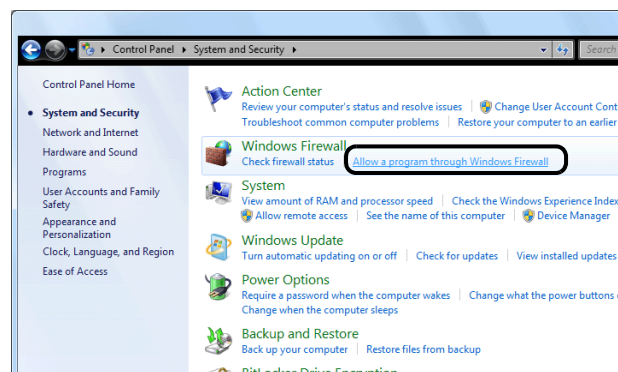 Control Panel ▸ System and Security ▸
Search
Control Panel Home
System and Security
Network and Internet
Hardware and Sound
Programs
User Accounts and Family
Safety
Appearance and
Personalization
Clock, Language, and Region
Ease of Access
Action Center
Review your computer's status and resolve issues | Change User Account Cont
Troubleshoot common computer problems | Restore your computer to an earlier
Windows Firewall
Check firewall status Allow a program through Windows Firewall
System
View amount of RAM and processor speed | Check the Windows Experience Index
Allow remote access | See the name of this computer | Device Manager
Windows Update
Turn automatic updating on or off | Check for updates | View installed updates
Power Options
Require a password when the computer wakes | Change what the power buttons
Change when the computer sleeps
Backup and Restore
Back up your computer | Restore files from backup
BitLocker Drive Encryption